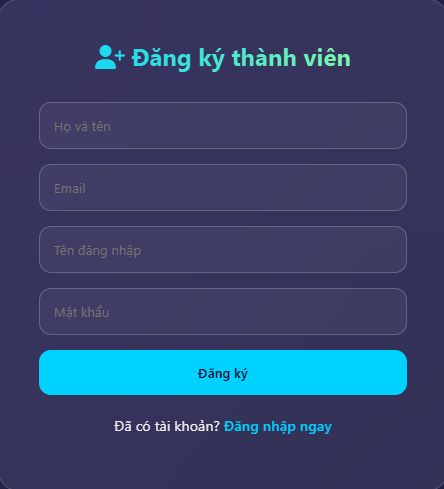 Đăng ký thành viên
Họ và tên
Email
Tên đăng nhập
Mật khẩu
Đăng ký
Đã có tài khoản? Đăng nhập ngay